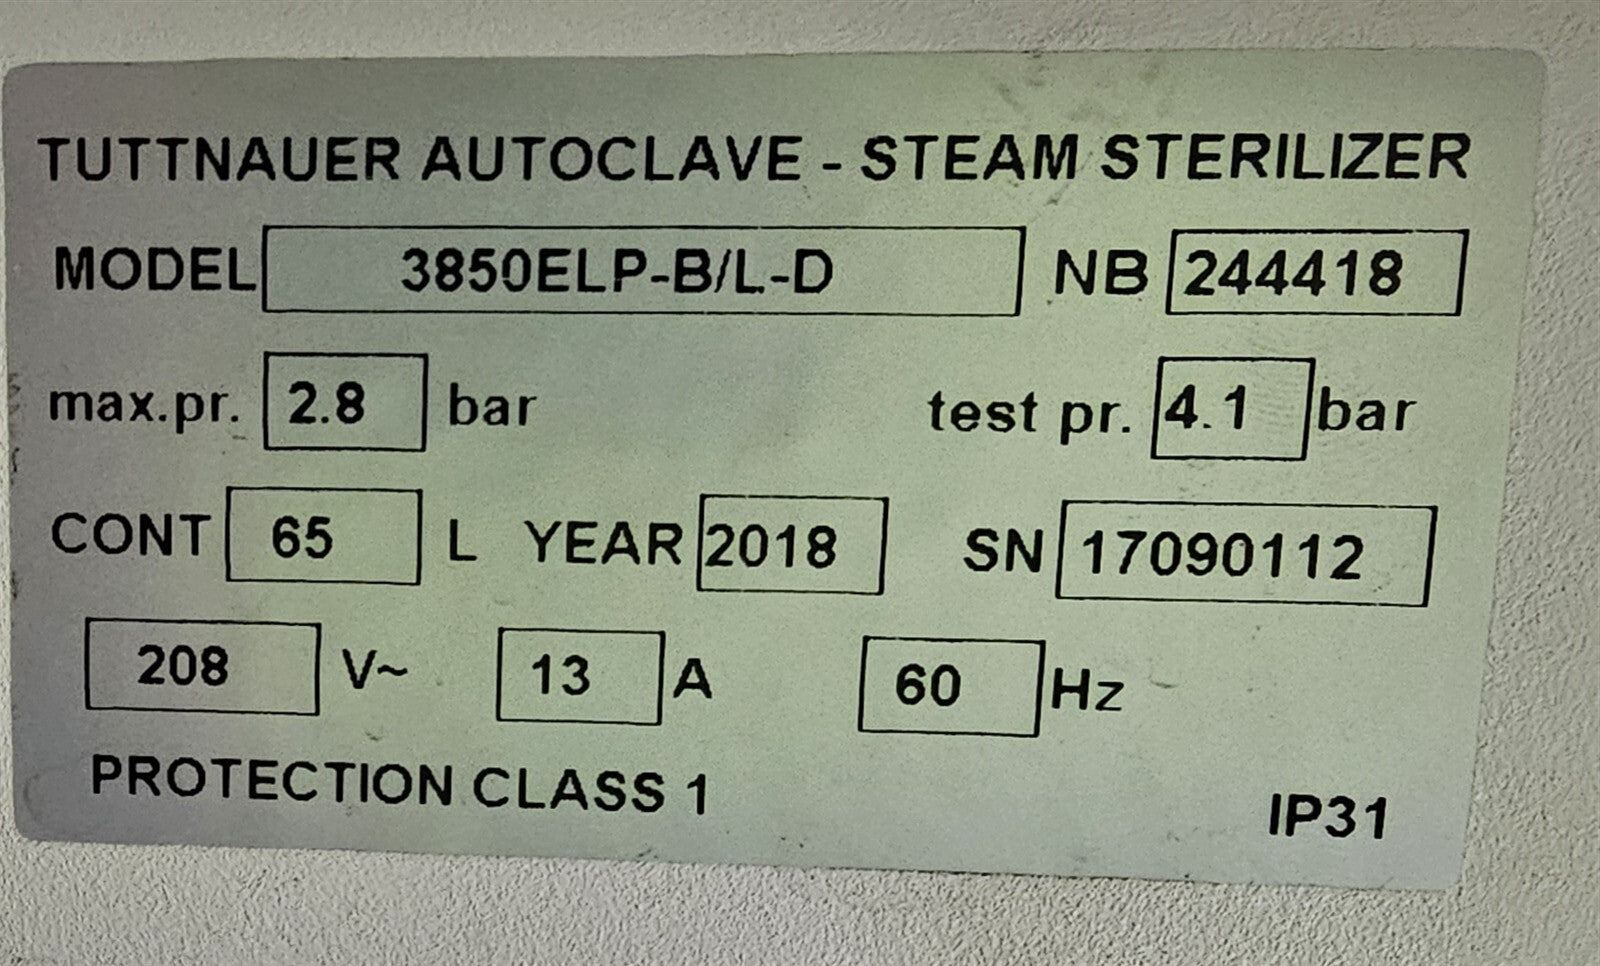 TUTTNAUER AUTOCLAVE - STEAM STERILIZER
MODEL 3850ELP-B/L-D NB 244418
max.pr. 2.8 bar test pr. 4.1 bar
CONT 65 L YEAR 2018 SN 17090112
208 V~ 13 A 60 Hz
PROTECTION CLASS 1 IP31